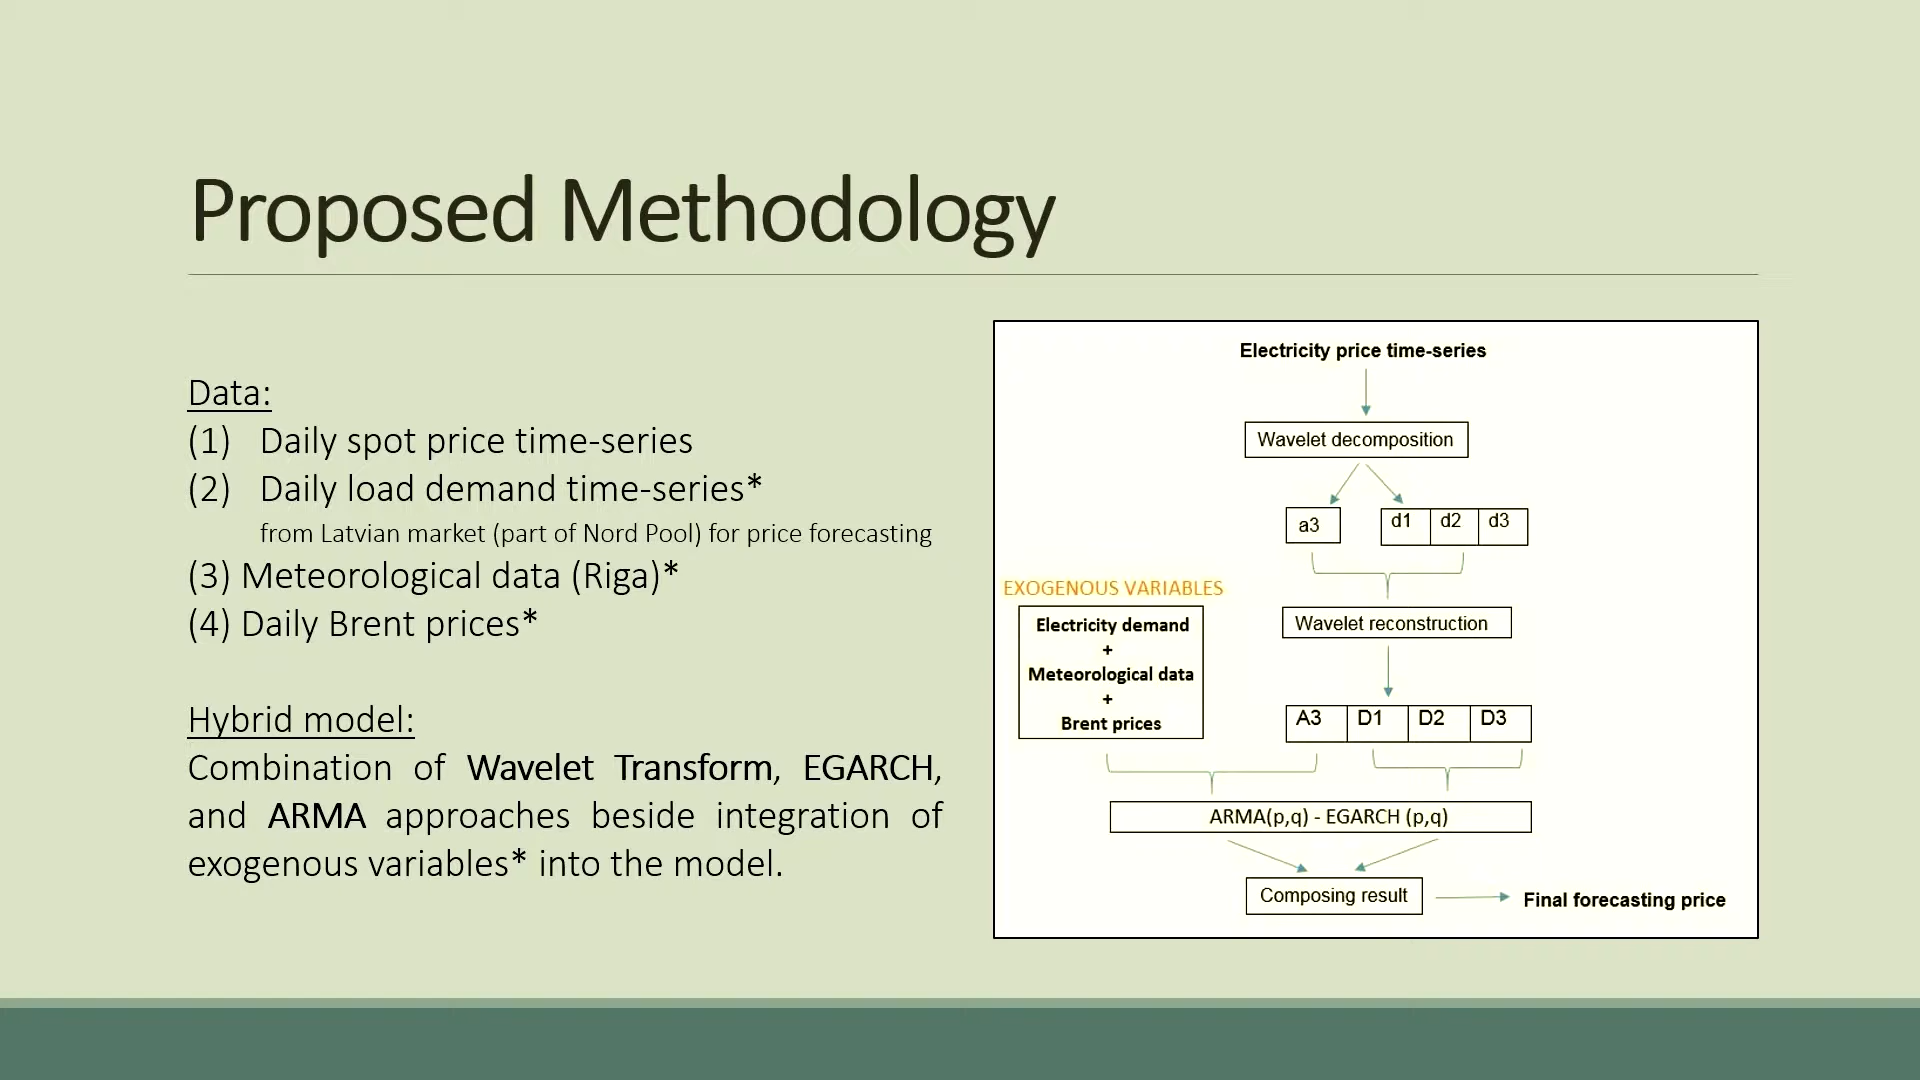 Proposed Methodology
Data:
(1) Daily spot price time-series
(2) Daily load demand time-series*
from Latvian market (part of Nord Pool) for price forecasting
(3) Meteorological data (Riga)*
(4) Daily Brent prices*
Hybrid model:
Combination of Wavelet Transform, EGARCH,
and ARMA approaches beside integration of
exogenous variables* into the model.
Electricity price time-series
Wavelet decomposition
a3
d1 d2 d3
EXOGENOUS VARIABLES
Electricity demand
+
Meteorological data
+
Brent prices
Wavelet reconstruction
A3 D1 D2 D3
ARMA(p,q) - EGARCH (p,q)
Composing result
Final forecasting price